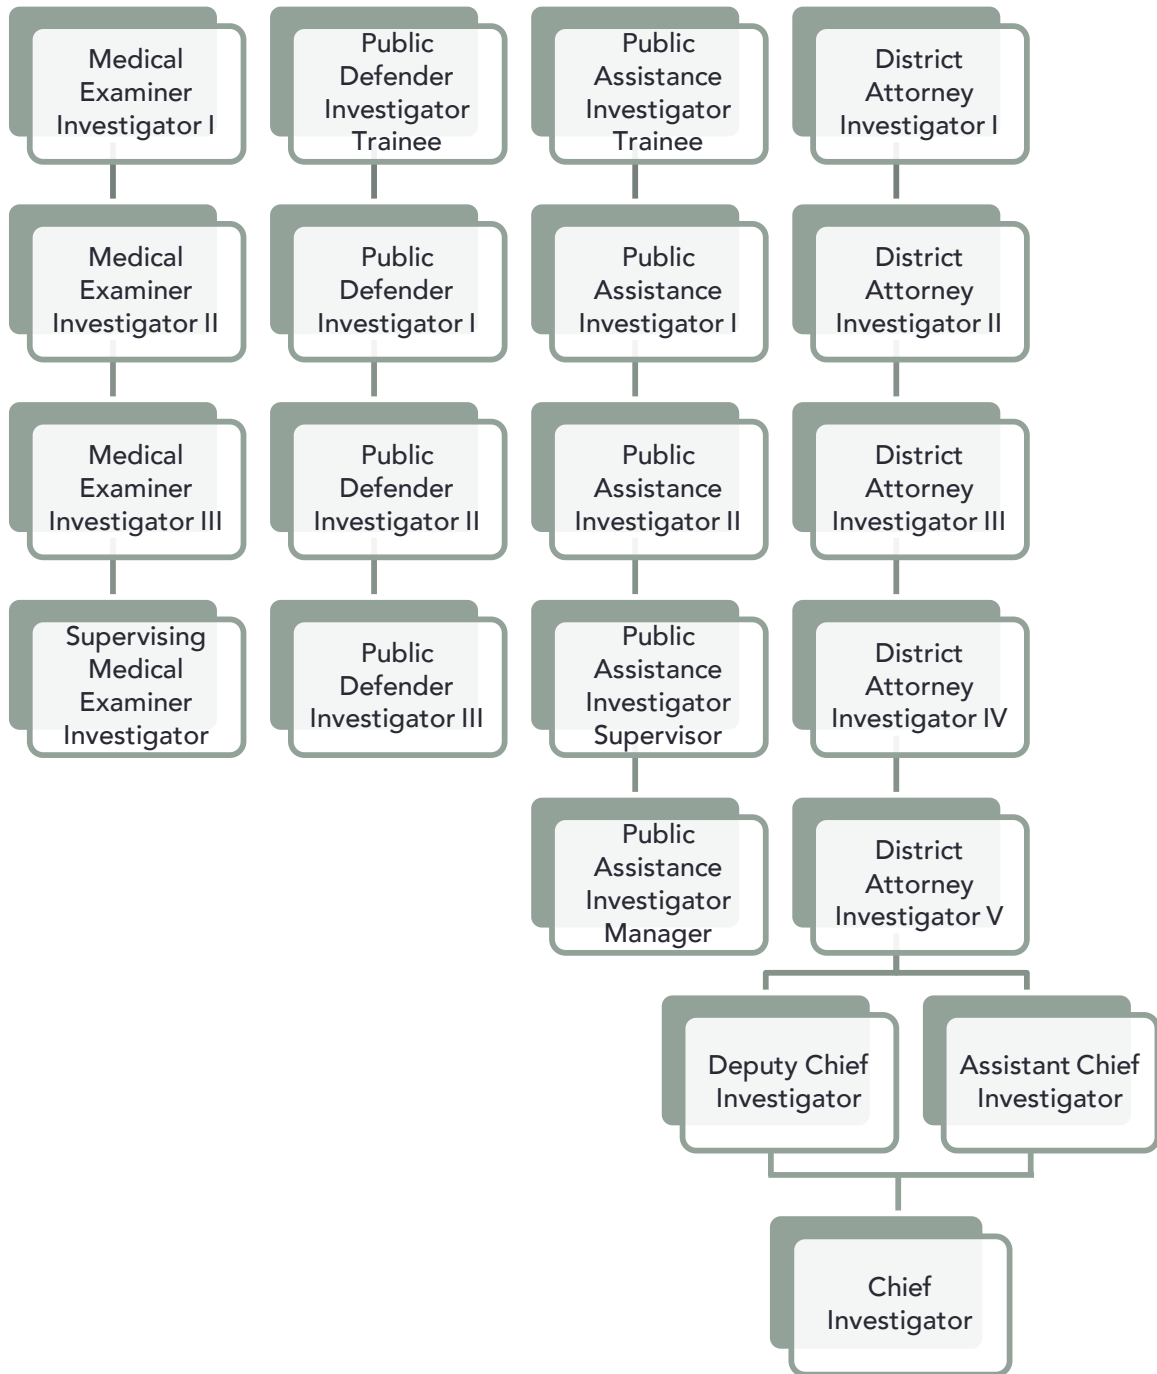 Medical
Examiner
Investigator I
Public
Defender
Investigator
Trainee
Public
Assistance
Investigator
Trainee
District
Attorney
Investigator I
Medical
Examiner
Investigator II
Public
Defender
Investigator I
Public
Assistance
Investigator I
District
Attorney
Investigator II
Medical
Examiner
Investigator III
Public
Defender
Investigator II
Public
Assistance
Investigator II
District
Attorney
Investigator III
Supervising
Medical
Examiner
Investigator
Public
Defender
Investigator III
Public
Assistance
Investigator
Supervisor
District
Attorney
Investigator IV
Public
Assistance
Investigator
Manager
District
Attorney
Investigator V
Deputy Chief
Investigator
Assistant Chief
Investigator
Chief
Investigator